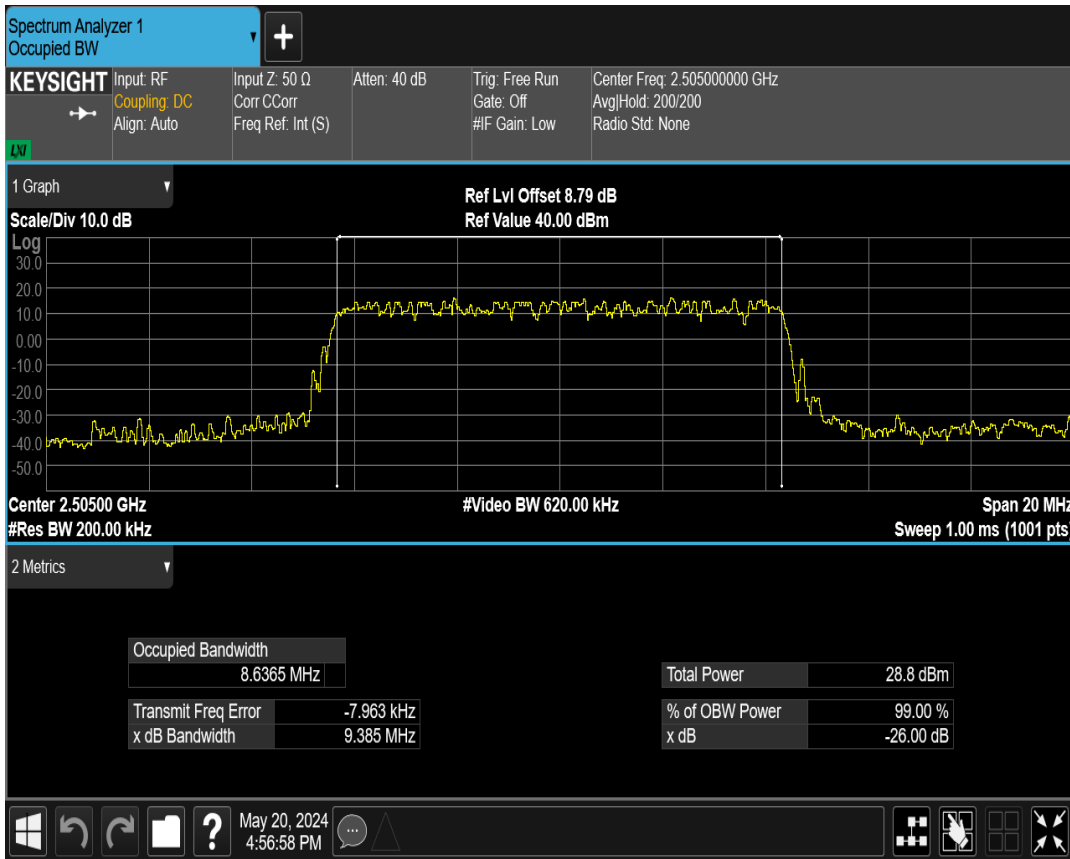 Spectrum Analyzer 1
Occupied BW
+
KEYSIGHT
LXI
Input: RF
Coupling: DC
Align: Auto
Input Z: 50 Ω
Corr CCorr
Freq Ref: Int (S)
Atten: 40 dB
Trig: Free Run
Gate: Off
#IF Gain: Low
Center Freq: 2.505000000 GHz
Avg|Hold: 200/200
Radio Std: None
1 Graph
Scale/Div 10.0 dB
Ref Lvl Offset 8.79 dB
Ref Value 40.00 dBm
Log
30.0
20.0
10.0
0.00
-10.0
-20.0
-30.0
-40.0
-50.0
Center 2.50500 GHz
#Video BW 620.00 kHz
Span 20 MHz
#Res BW 200.00 kHz
Sweep 1.00 ms (1001 pts)
2 Metrics
Occupied Bandwidth
8.6365 MHz
Transmit Freq Error -7.963 kHz
x dB Bandwidth 9.385 MHz
Total Power 28.8 dBm
% of OBW Power 99.00 %
x dB -26.00 dB
?
May 20, 2024
4:56:58 PM